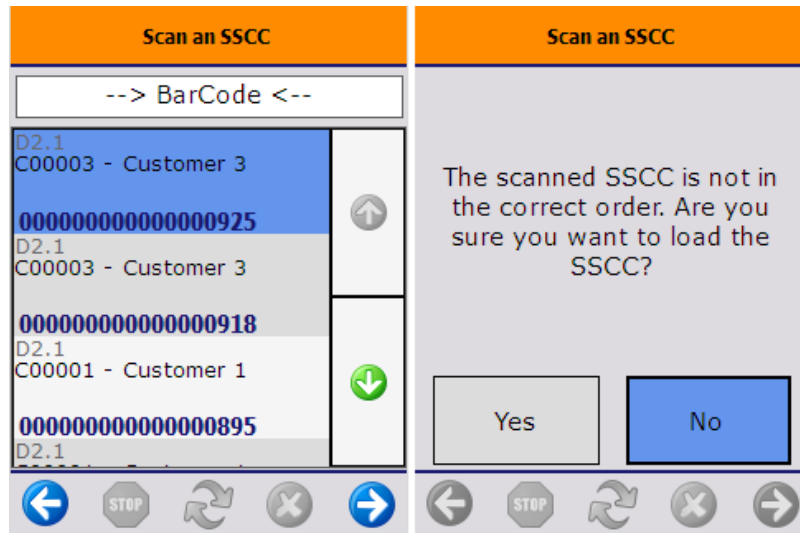 Scan an SSCC
--> BarCode <--
D2.1
C00003 - Customer 3
000000000000000925
D2.1
C00003 - Customer 3
000000000000000918
D2.1
C00001 - Customer 1
000000000000000895
D2.1
STOP
Scan an SSCC
The scanned SSCC is not in
the correct order. Are you
sure you want to load the
SSCC?
Yes
No
STOP